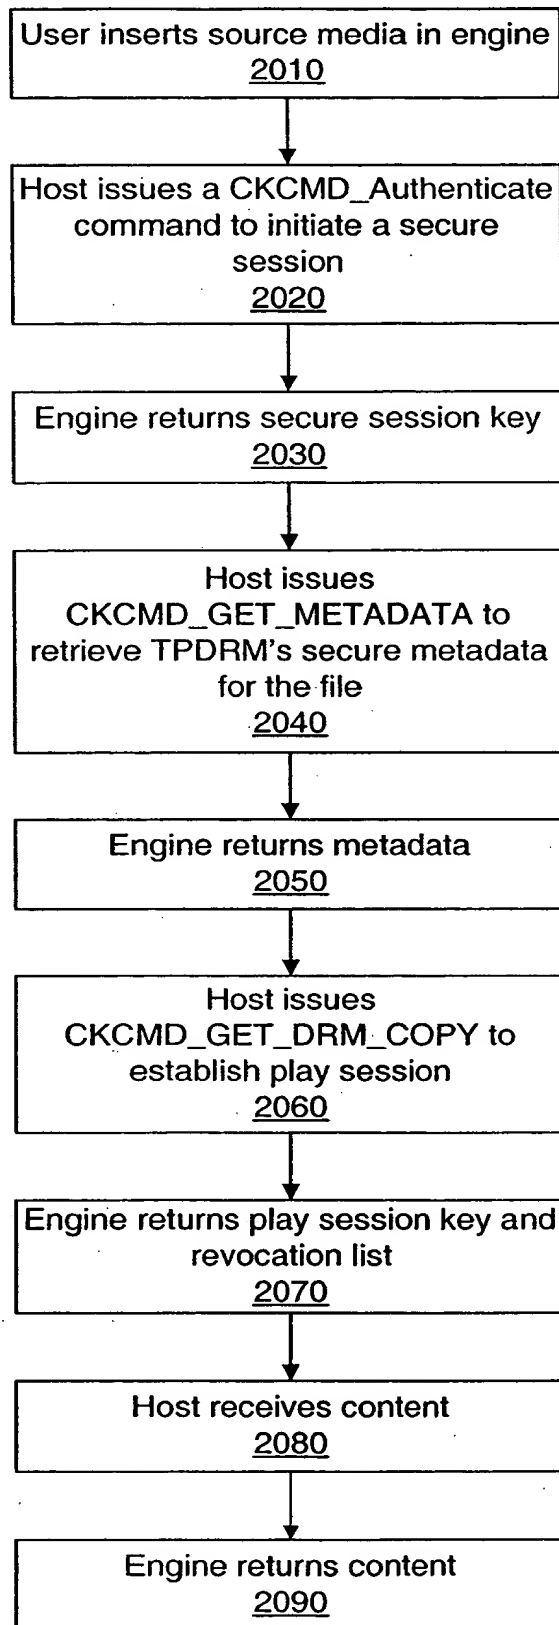 User inserts source media in engine
2010
Host issues a CKCMD_Authenticate
command to initiate a secure
session
2020
Engine returns secure session key
2030
Host issues
CKCMD_GET_METADATA to
retrieve TPDRM's secure metadata
for the file
2040
Engine returns metadata
2050
Host issues
CKCMD_GET_DRM_COPY to
establish play session
2060
Engine returns play session key and
revocation list
2070
Host receives content
2080
Engine returns content
2090